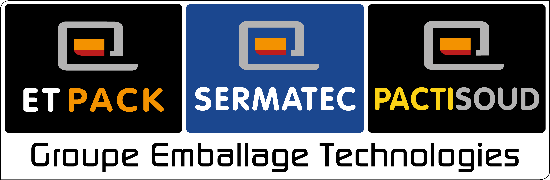 ET PACK SERMATEC PACTISOUD
Groupe Emballage Technologies